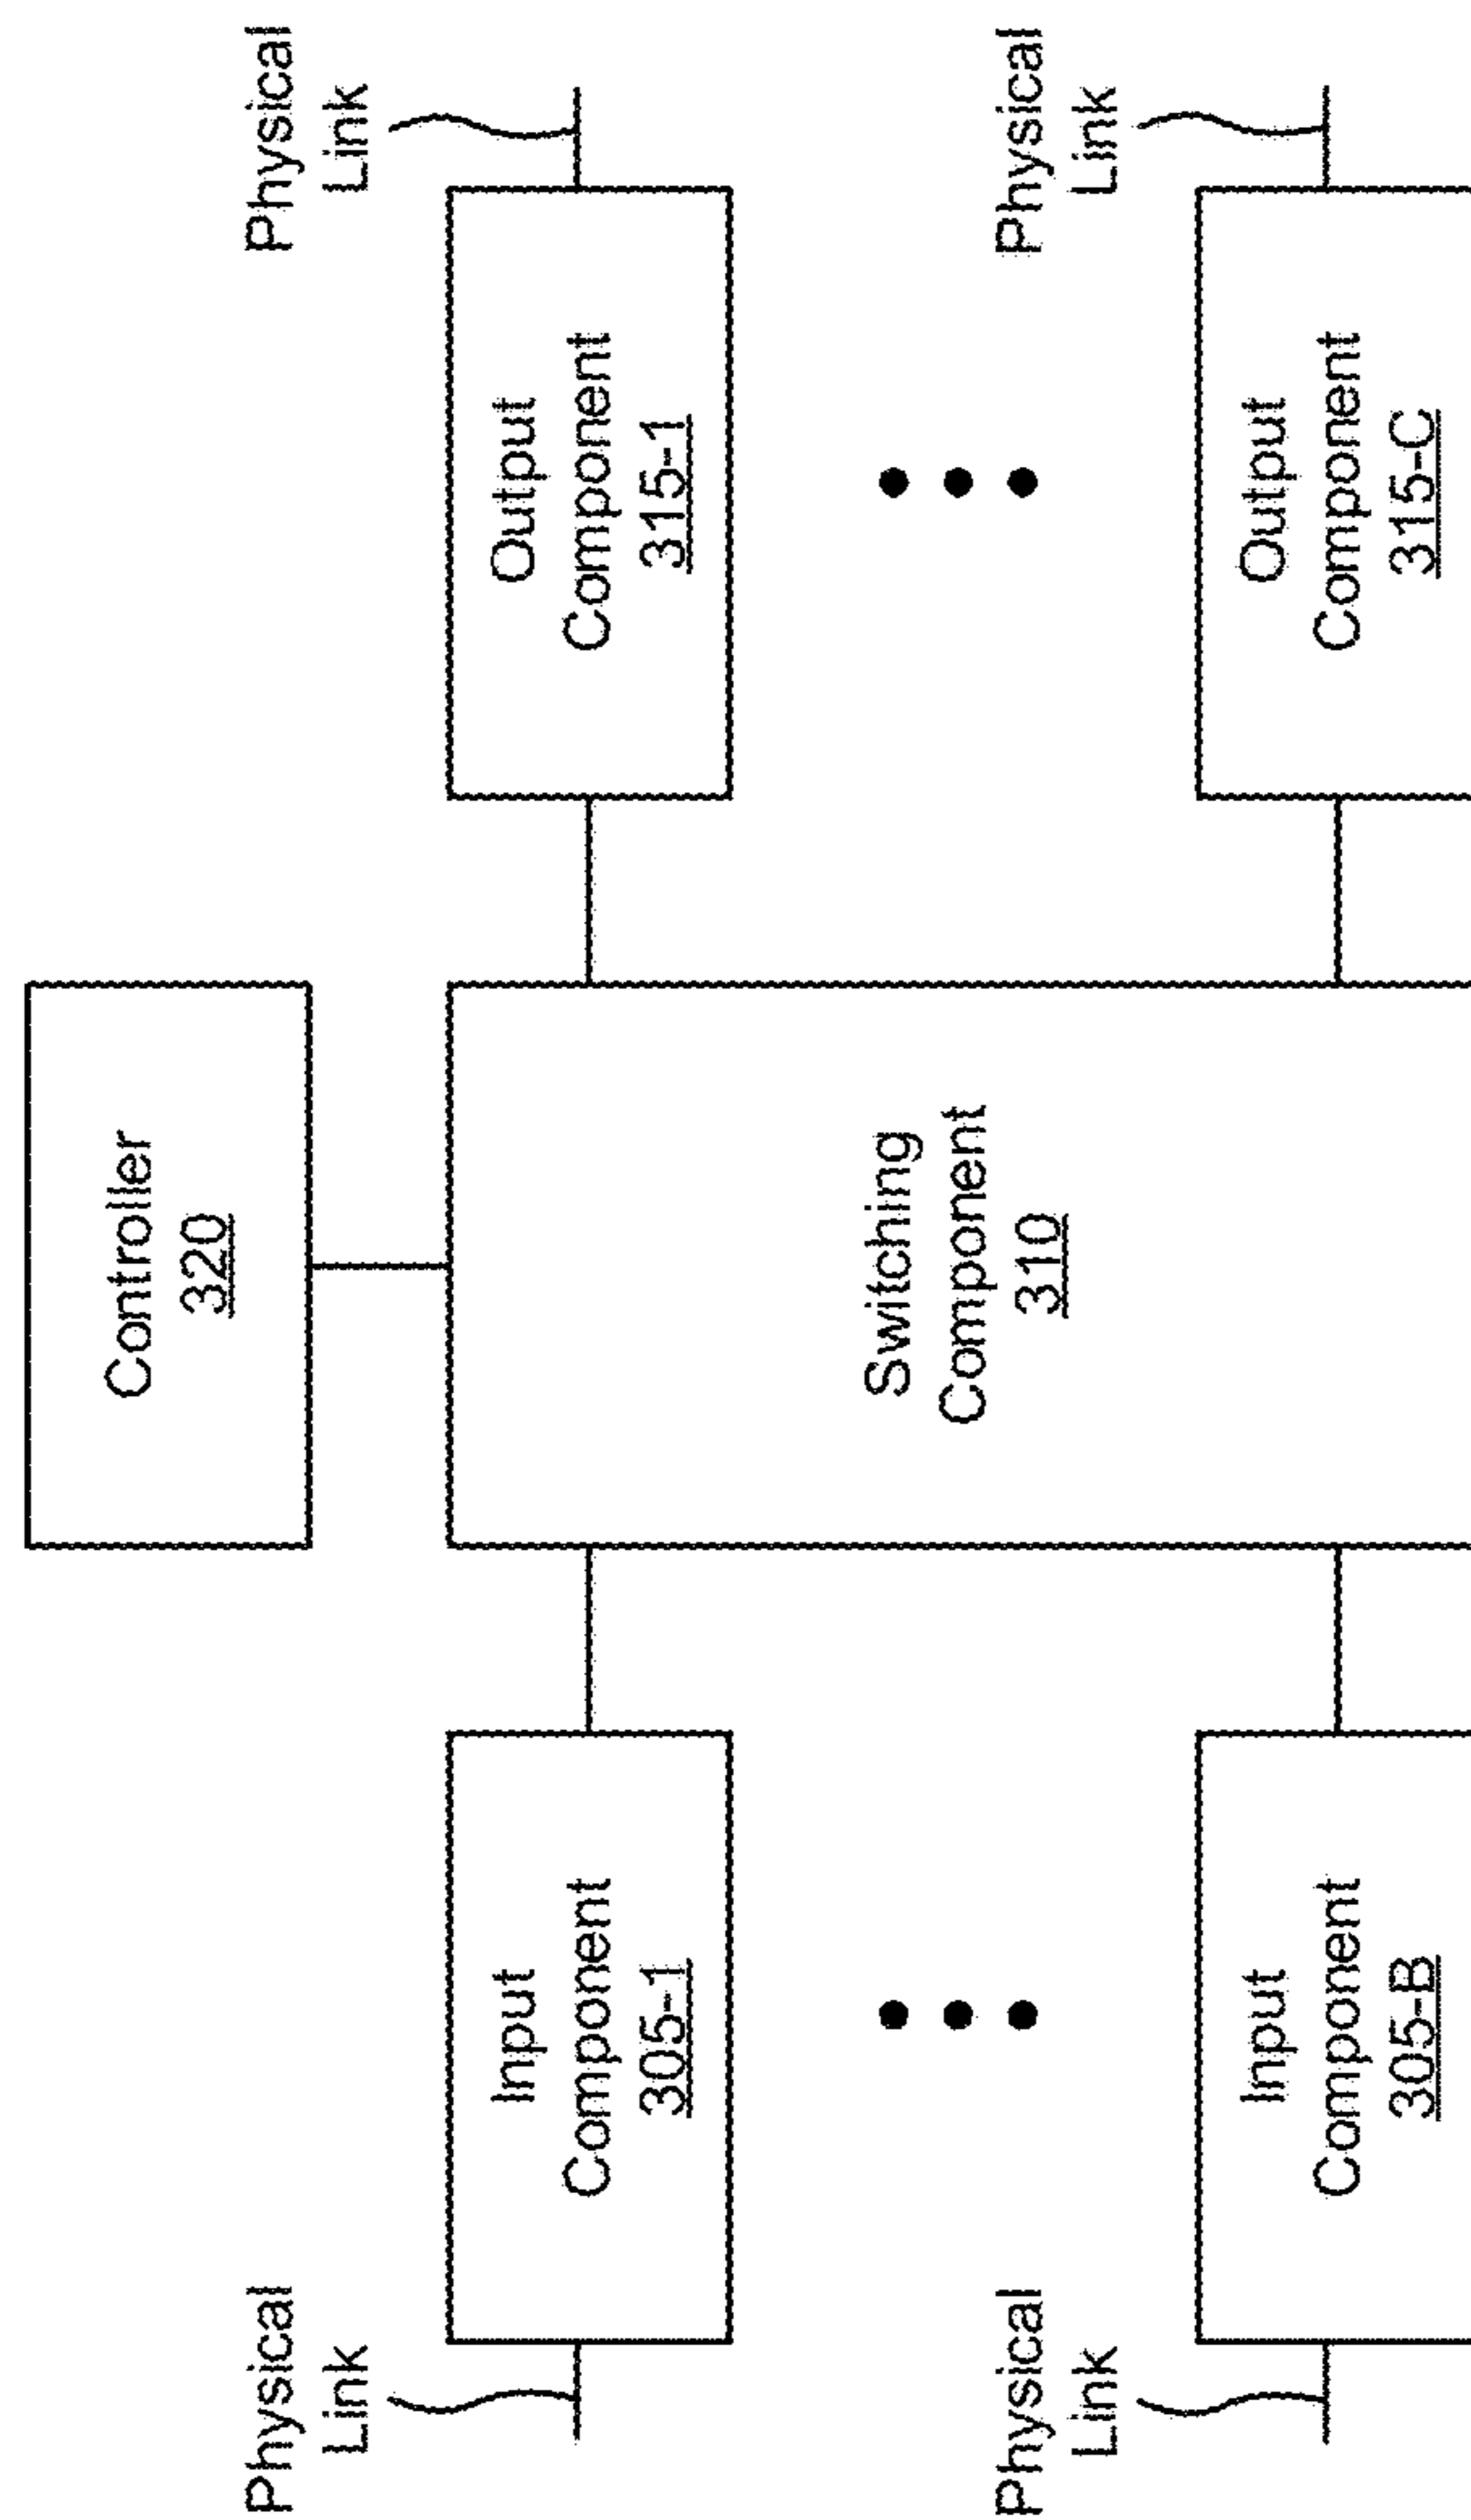 Controller
320
Physical
Link
Input
Component
305-1
Physical
Link
Output
Component
315-1
Switching
Component
310
Physical
Link
Input
Component
305-B
Physical
Link
Output
Component
315-C